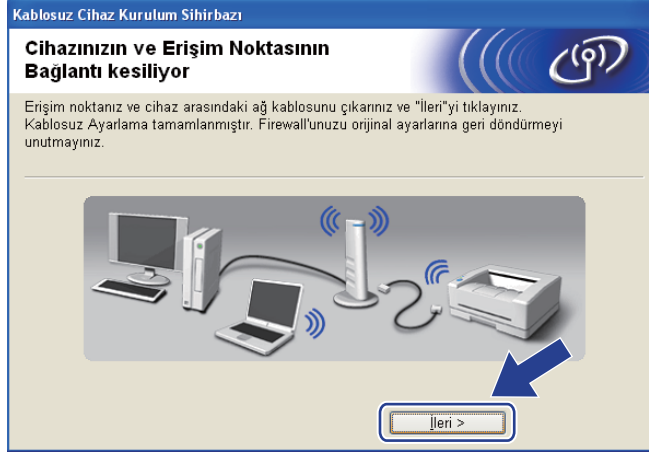 Kablosuz Cihaz Kurulum Sihirbazı
Cihazınızın ve Erişim Noktasının
Bağlantı kesiliyor
Erişim noktanız ve cihaz arasındaki ağ kablosunu çıkarınız ve "İleri"yi tıklayınız.
Kablosuz Ayarlama tamamlanmıştır. Firewall'unuzu orijinal ayarlarına geri döndürmeyi
unutmayınız.
İleri >